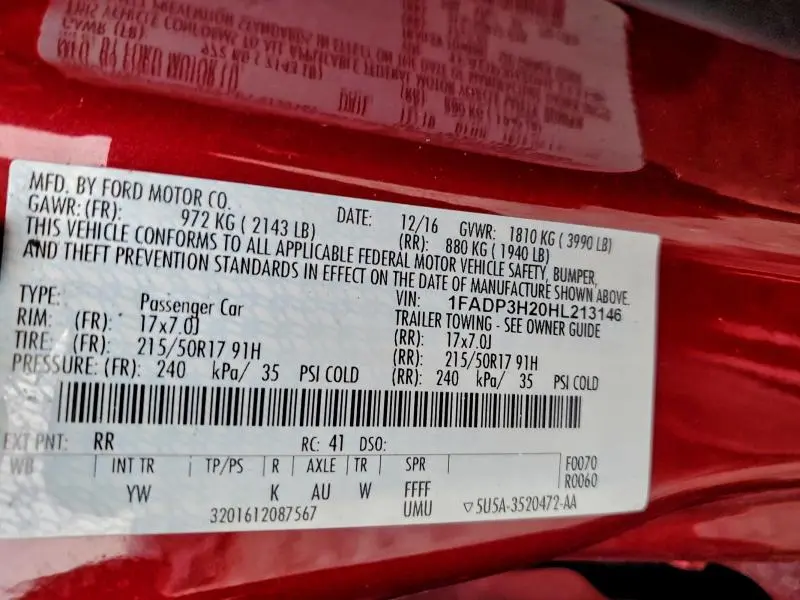 MFD. BY FORD MOTOR CO. DATE: 12/16 GVWR: 1810 KG ( 3990 LB)
GAWR: (FR): 972 KG ( 2143 LB) (RR): 880 KG ( 1940 LB)
THIS VEHICLE CONFORMS TO ALL APPLICABLE FEDERAL MOTOR VEHICLE SAFETY, BUMPER,
AND THEFT PREVENTION STANDARDS IN EFFECT ON THE DATE OF MANUFACTURE SHOWN ABOVE.
VIN: 1FADP3H20HL213146
TYPE: Passenger Car TRAILER TOWING - SEE OWNER GUIDE
RIM: (FR): 17x7.0J (RR): 17x7.0J
TIRE: (FR): 215/50R17 91H (RR): 215/50R17 91H
PRESSURE: (FR): 240 kPa/ 35 PSI COLD (RR): 240 kPa/ 35 PSI COLD
EXT PNT: RR RC: 41 DSO:
WB INT TR TP/PS R AXLE TR SPR F0070
YW K AU W FFFF R0060
3201612087567 UMU ▽5U5A-3520472-AA